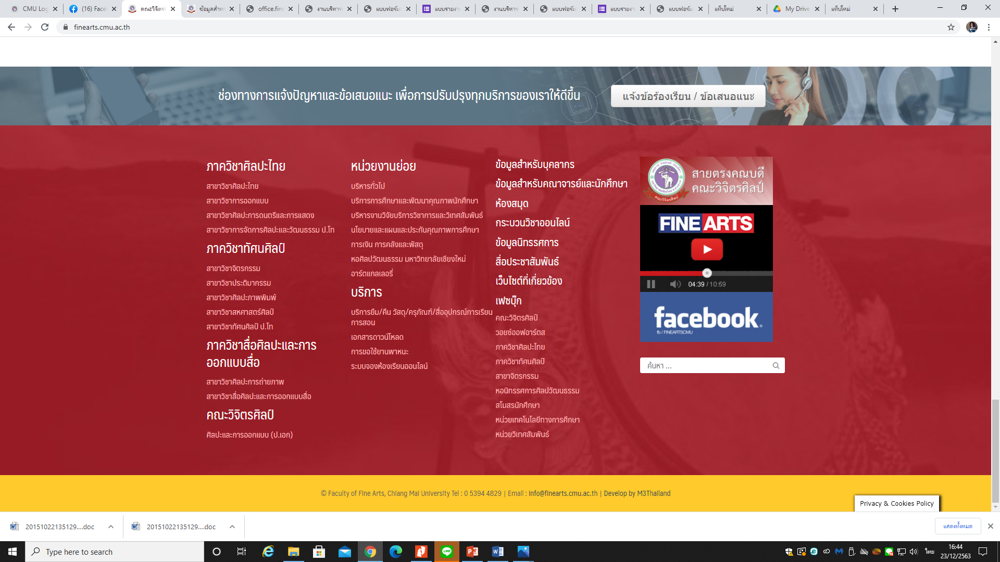 CMU Log
(16) Face
คณะวิจิตรศิ
ข้อมูลสำหร
office.fine
งานบริหาร
แบบฟอร์ม
แบบรายงา
งานบริหาร
แบบฟอร์ม
แบบรายงา
แบบฟอร์ม
แท็บใหม่
My Drive
แท็บใหม่
finearts.cmu.ac.th
ช่องทางการแจ้งปัญหาและข้อเสนอแนะ เพื่อการปรับปรุงทุกบริการของเราให้ดีขึ้น
แจ้งข้อร้องเรียน / ข้อเสนอแนะ
VOC
ภาควิชาศิลปะไทย
สาขาวิชาศิลปะไทย
สาขาวิชาการออกแบบ
สาขาวิชาศิลปะการดนตรีและการแสดง
สาขาวิชาการจัดการศิลปะและวัฒนธรรม ป.โท
ภาควิชาทัศนศิลป์
สาขาวิชาจิตรกรรม
สาขาวิชาประติมากรรม
สาขาวิชาศิลปะภาพพิมพ์
สาขาวิชาสหศาสตร์ศิลป์
สาขาวิชาทัศนศิลป์ ป.โท
ภาควิชาสื่อศิลปะและการ
ออกแบบสื่อ
สาขาวิชาศิลปะการถ่ายภาพ
สาขาวิชาสื่อศิลปะและการออกแบบสื่อ
คณะวิจิตรศิลป์
ศิลปะและการออกแบบ (ป.เอก)
หน่วยงานย่อย
บริหารทั่วไป
บริการการศึกษาและพัฒนาคุณภาพนักศึกษา
บริหารงานวิจัยบริการวิชาการและวิเทศสัมพันธ์
นโยบายและแผนและประกันคุณภาพการศึกษา
การเงิน การคลังและพัสดุ
หอศิลปวัฒนธรรม มหาวิทยาลัยเชียงใหม่
อาร์ตแกลเลอรี่
บริการ
บริการยืม/คืน วัสดุ/ครุภัณฑ์/สื่ออุปกรณ์การเรียน
การสอน
เอกสารดาวน์โหลด
การขอใช้ยานพาหนะ
ระบบจองห้องเรียนออนไลน์
ข้อมูลสำหรับบุคลากร
ข้อมูลสำหรับคณาจารย์และนักศึกษา
ห้องสมุด
กระบวนวิชาออนไลน์
ข้อมูลนิทรรศการ
สื่อประชาสัมพันธ์
เว็บไซต์ที่เกี่ยวข้อง
เฟซบุ๊ก
คณะวิจิตรศิลป์
วอยซ์ออฟอาร์ตส
ภาควิชาศิลปะไทย
ภาควิชาทัศนศิลป์
สาขาจิตรกรรม
หอนิทรรศการศิลปวัฒนธรรม
สโมสรนักศึกษา
หน่วยเทคโนโลยีทางการศึกษา
หน่วยวิเทศสัมพันธ์
สายตรงคณบดี
คณะวิจิตรศิลป์
คณะวิจิตรศิลป์
FINE ARTS
04:39 / 10:59
facebook.
fb / FINEARTSCMU
ค้นหา ...
© Faculty of Fine Arts, Chiang Mai University Tel : 0 5394 4829 | Email : info@finearts.cmu.ac.th | Develop by M3Thailand
Privacy & Cookies Policy
20151022135129....doc
20151022135129....doc
แสดงทั้งหมด
Type here to search
LINE
ไทย
16:44
23/12/2563